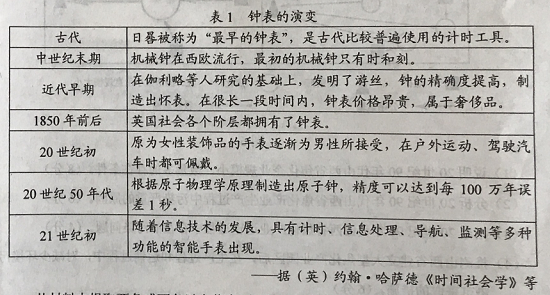 表1 钟表的演变
古代 日晷被称为“最早的钟表”，是古代比较普遍使用的计时工具。
中世纪末期 机械钟在西欧流行，最初的机械钟只有时和刻。
近代早期 在伽利略等人研究的基础上，发明了游丝，钟的精确度提高，制
造出怀表。在很长一段时间内，钟表价格昂贵，属于奢侈品。
1850年前后 英国社会各个阶层都拥有了钟表。
20世纪初 原为女性装饰品的手表逐渐为男性所接受，在户外运动、驾驶汽
车时都可佩戴。
20世纪50年代 根据原子物理学原理制造出原子钟，精度可以达到每100万年误
差1秒。
21世纪初 随着信息技术的发展，具有计时、信息处理、导航、监测等多种
功能的智能手表出现。
——据（英）约翰·哈萨德《时间社会学》等